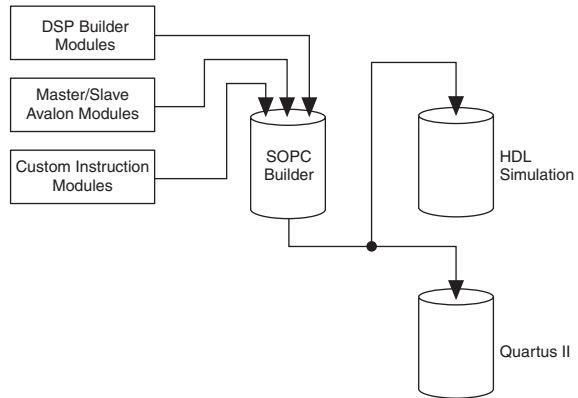 DSP Builder
Modules
Master/Slave
Avalon Modules
Custom Instruction
Modules
SOPC
Builder
HDL
Simulation
Quartus II